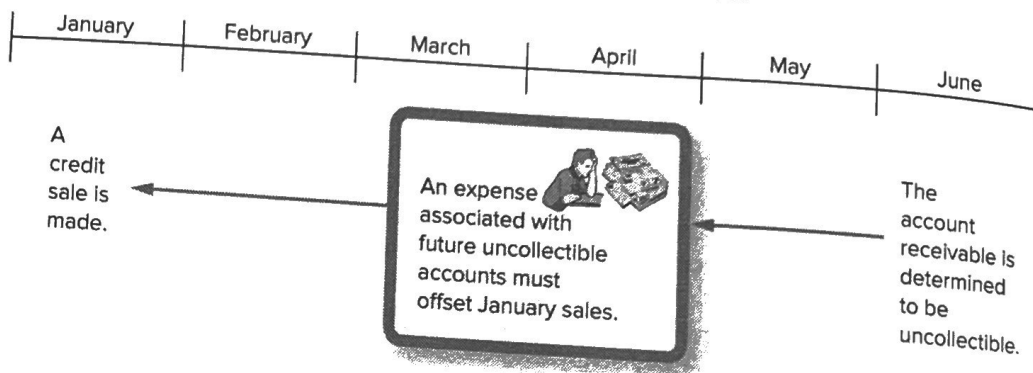 January February March April May June
A
credit
sale is
made.
An expense
associated with
future uncollectible
accounts must
offset January sales.
The
account
receivable is
determined
to be
uncollectible.